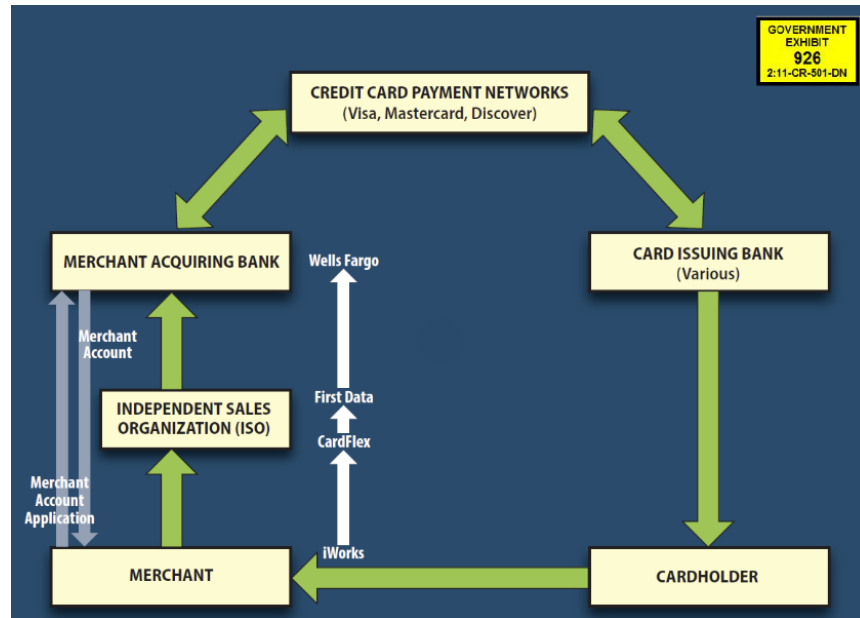 GOVERNMENT
EXHIBIT
926
2:11-CR-501-DN
CREDIT CARD PAYMENT NETWORKS
(Visa, Mastercard, Discover)
MERCHANT ACQUIRING BANK
Wells Fargo
CARD ISSUING BANK
(Various)
Merchant
Account
INDEPENDENT SALES
ORGANIZATION (ISO)
First Data
CardFlex
Merchant
Account
Application
iWorks
MERCHANT
CARDHOLDER